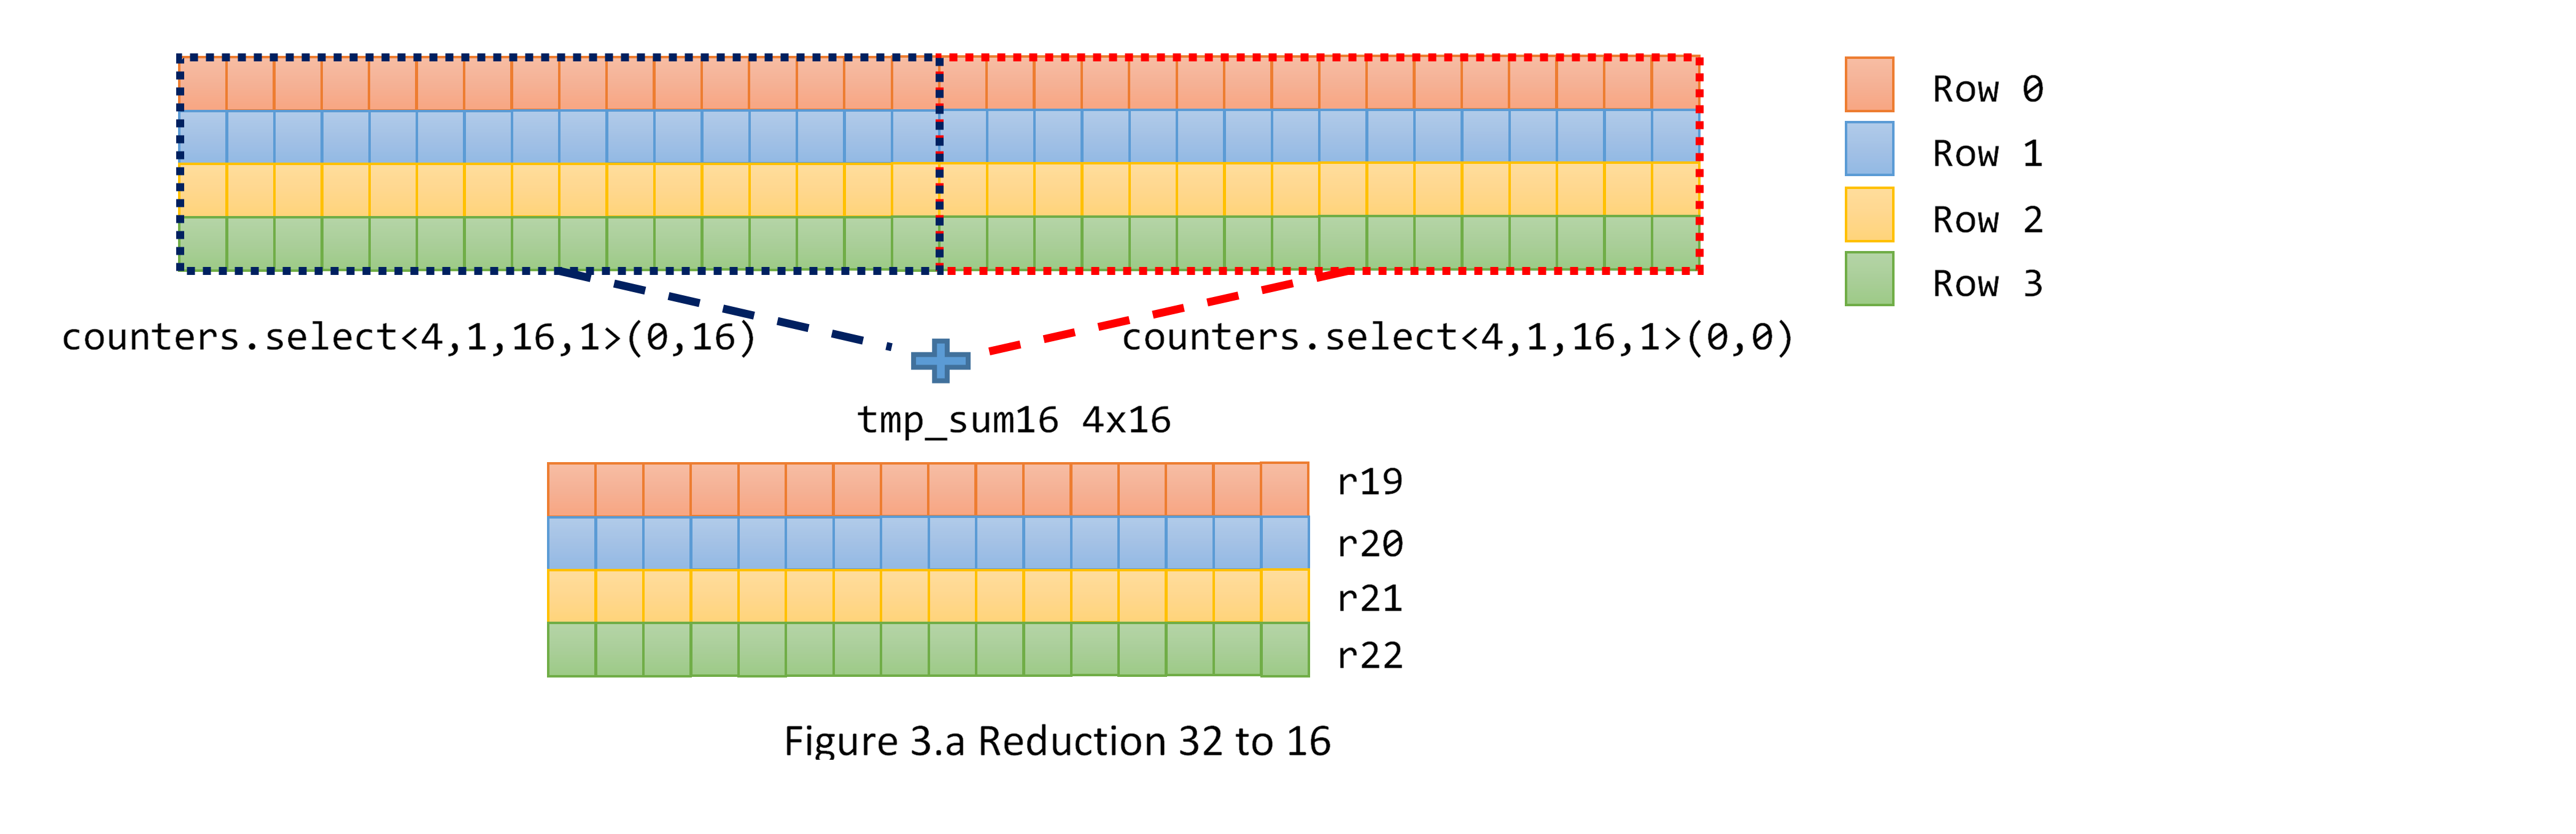 Row 0
Row 1
Row 2
Row 3
counters.select<4,1,16,1>(0,16)
counters.select<4,1,16,1>(0,0)
tmp_sum16 4x16
r19
r20
r21
r22
Figure 3.a Reduction 32 to 16